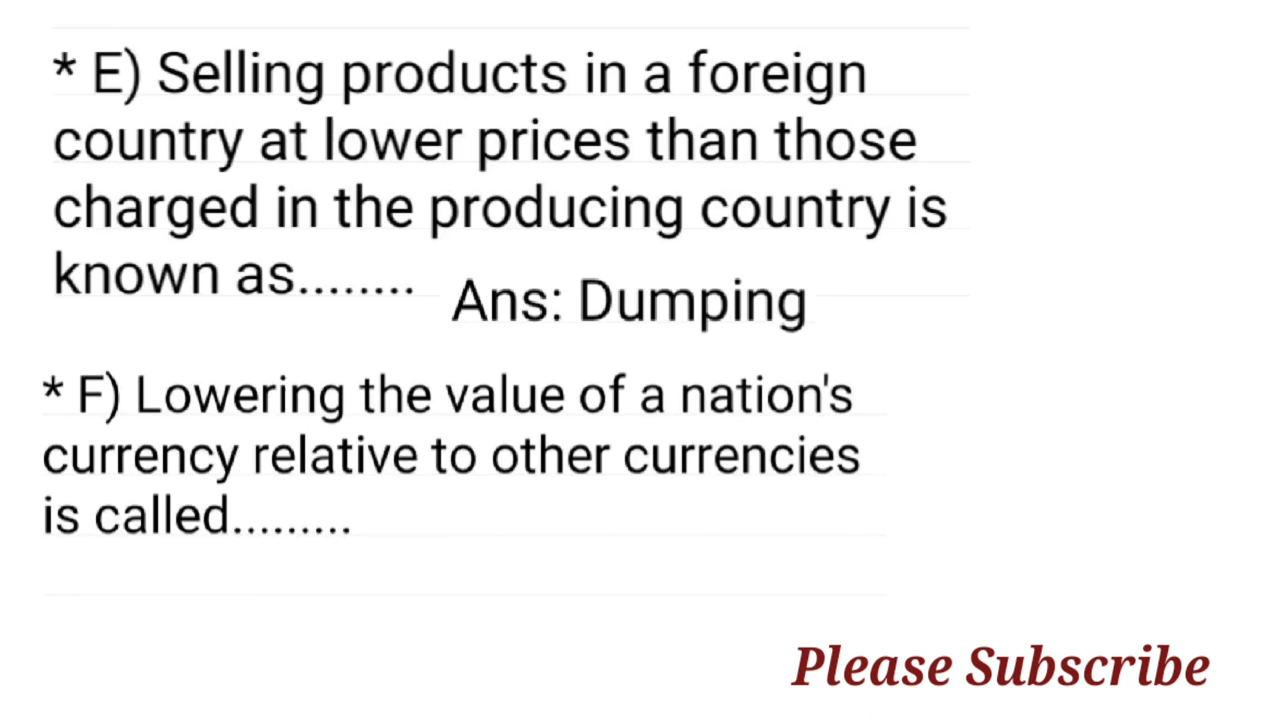 * E) Selling products in a foreign
country at lower prices than those
charged in the producing country is
known as........
Ans: Dumping
* F) Lowering the value of a nation's
currency relative to other currencies
is called.........
Please Subscribe